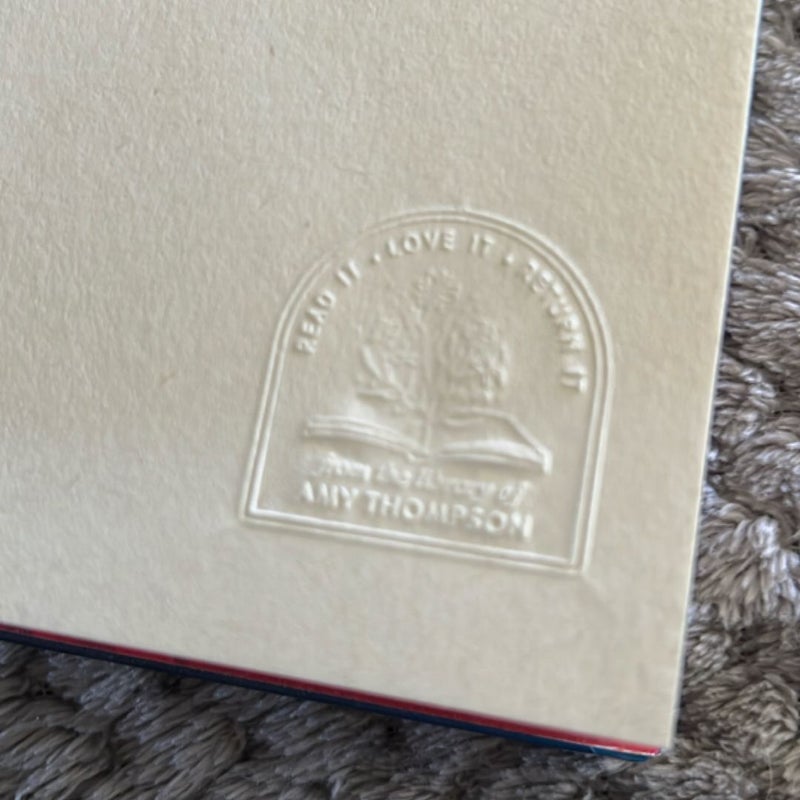 READ IT • LOVE IT • RETURN IT
from the library of
AMY THOMPSON